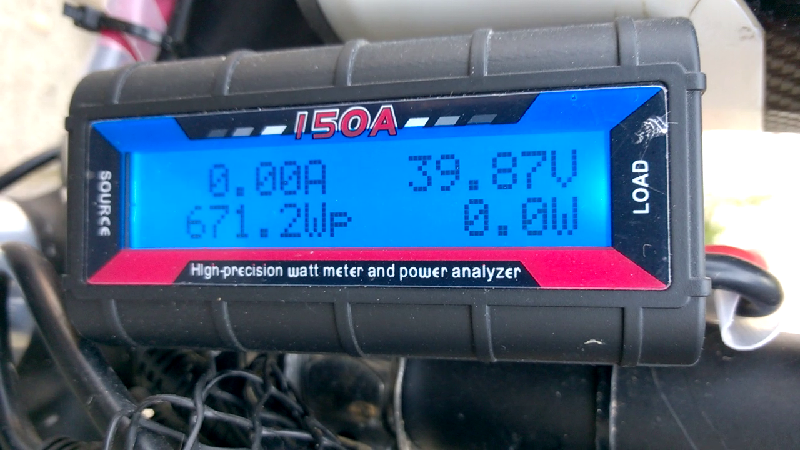 150A
SOURCE
0.00A 39.87V
671.2Wp 0.0W
LOAD
High-precision watt meter and power analyzer